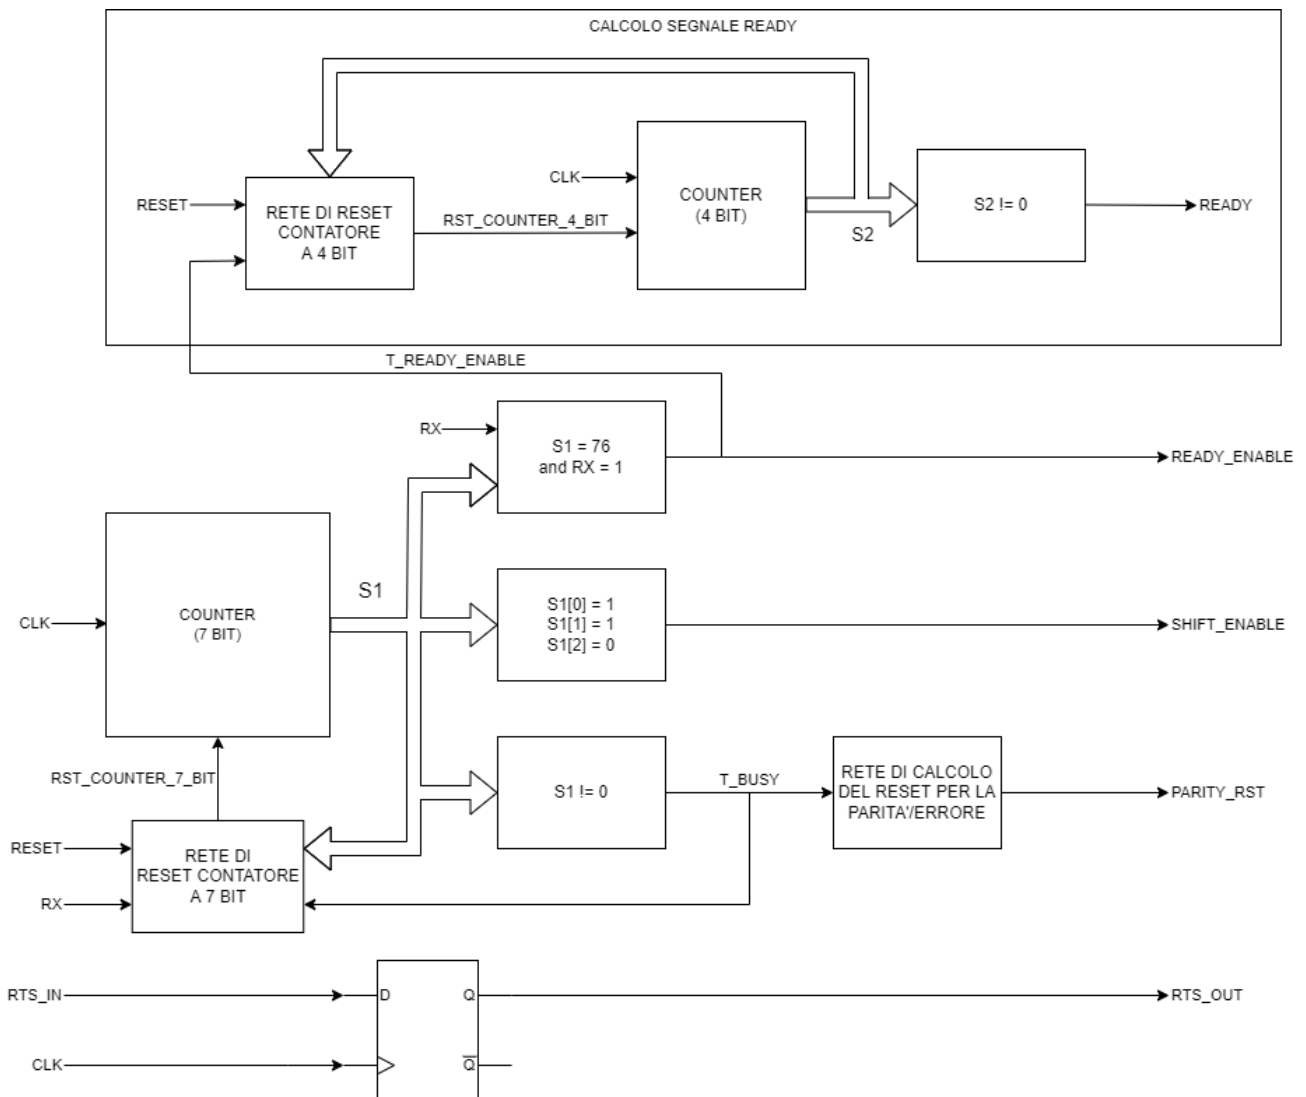 CALCOLO SEGNALE READY
RESET
RETE DI RESET
CONTATORE
A 4 BIT
RST_COUNTER_4_BIT
CLK
COUNTER
(4 BIT)
S2
S2 != 0
READY
T_READY_ENABLE
RX
S1 = 76
and RX = 1
READY_ENABLE
CLK
COUNTER
(7 BIT)
S1
S1[0] = 1
S1[1] = 1
S1[2] = 0
SHIFT_ENABLE
RST_COUNTER_7_BIT
S1 != 0
T_BUSY
RETE DI CALCOLO
DEL RESET PER LA
PARITA'/ERRORE
PARITY_RST
RESET
RX
RETE DI
RESET CONTATORE
A 7 BIT
RTS_IN
D
Q
RTS_OUT
CLK
Q